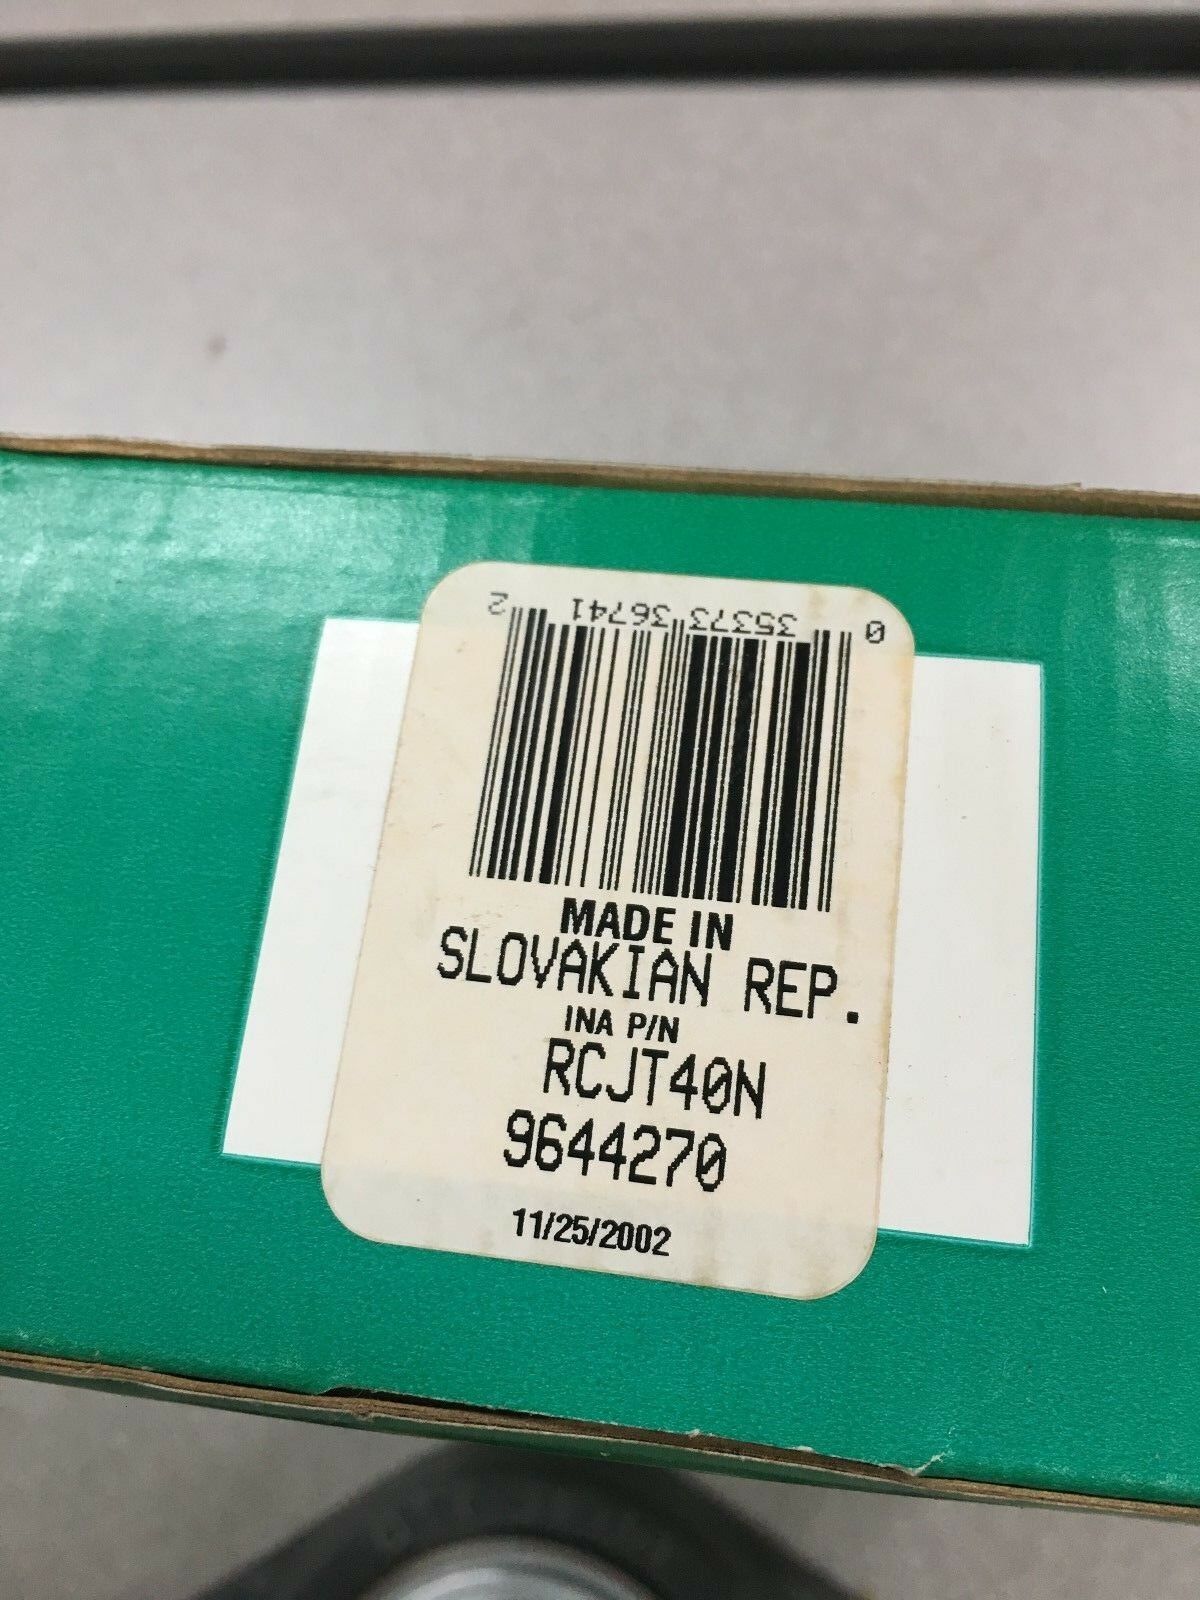 0 35373 36741 2
MADE IN
SLOVAKIAN REP.
INA P/N
RCJT40N
9644270
11/25/2002